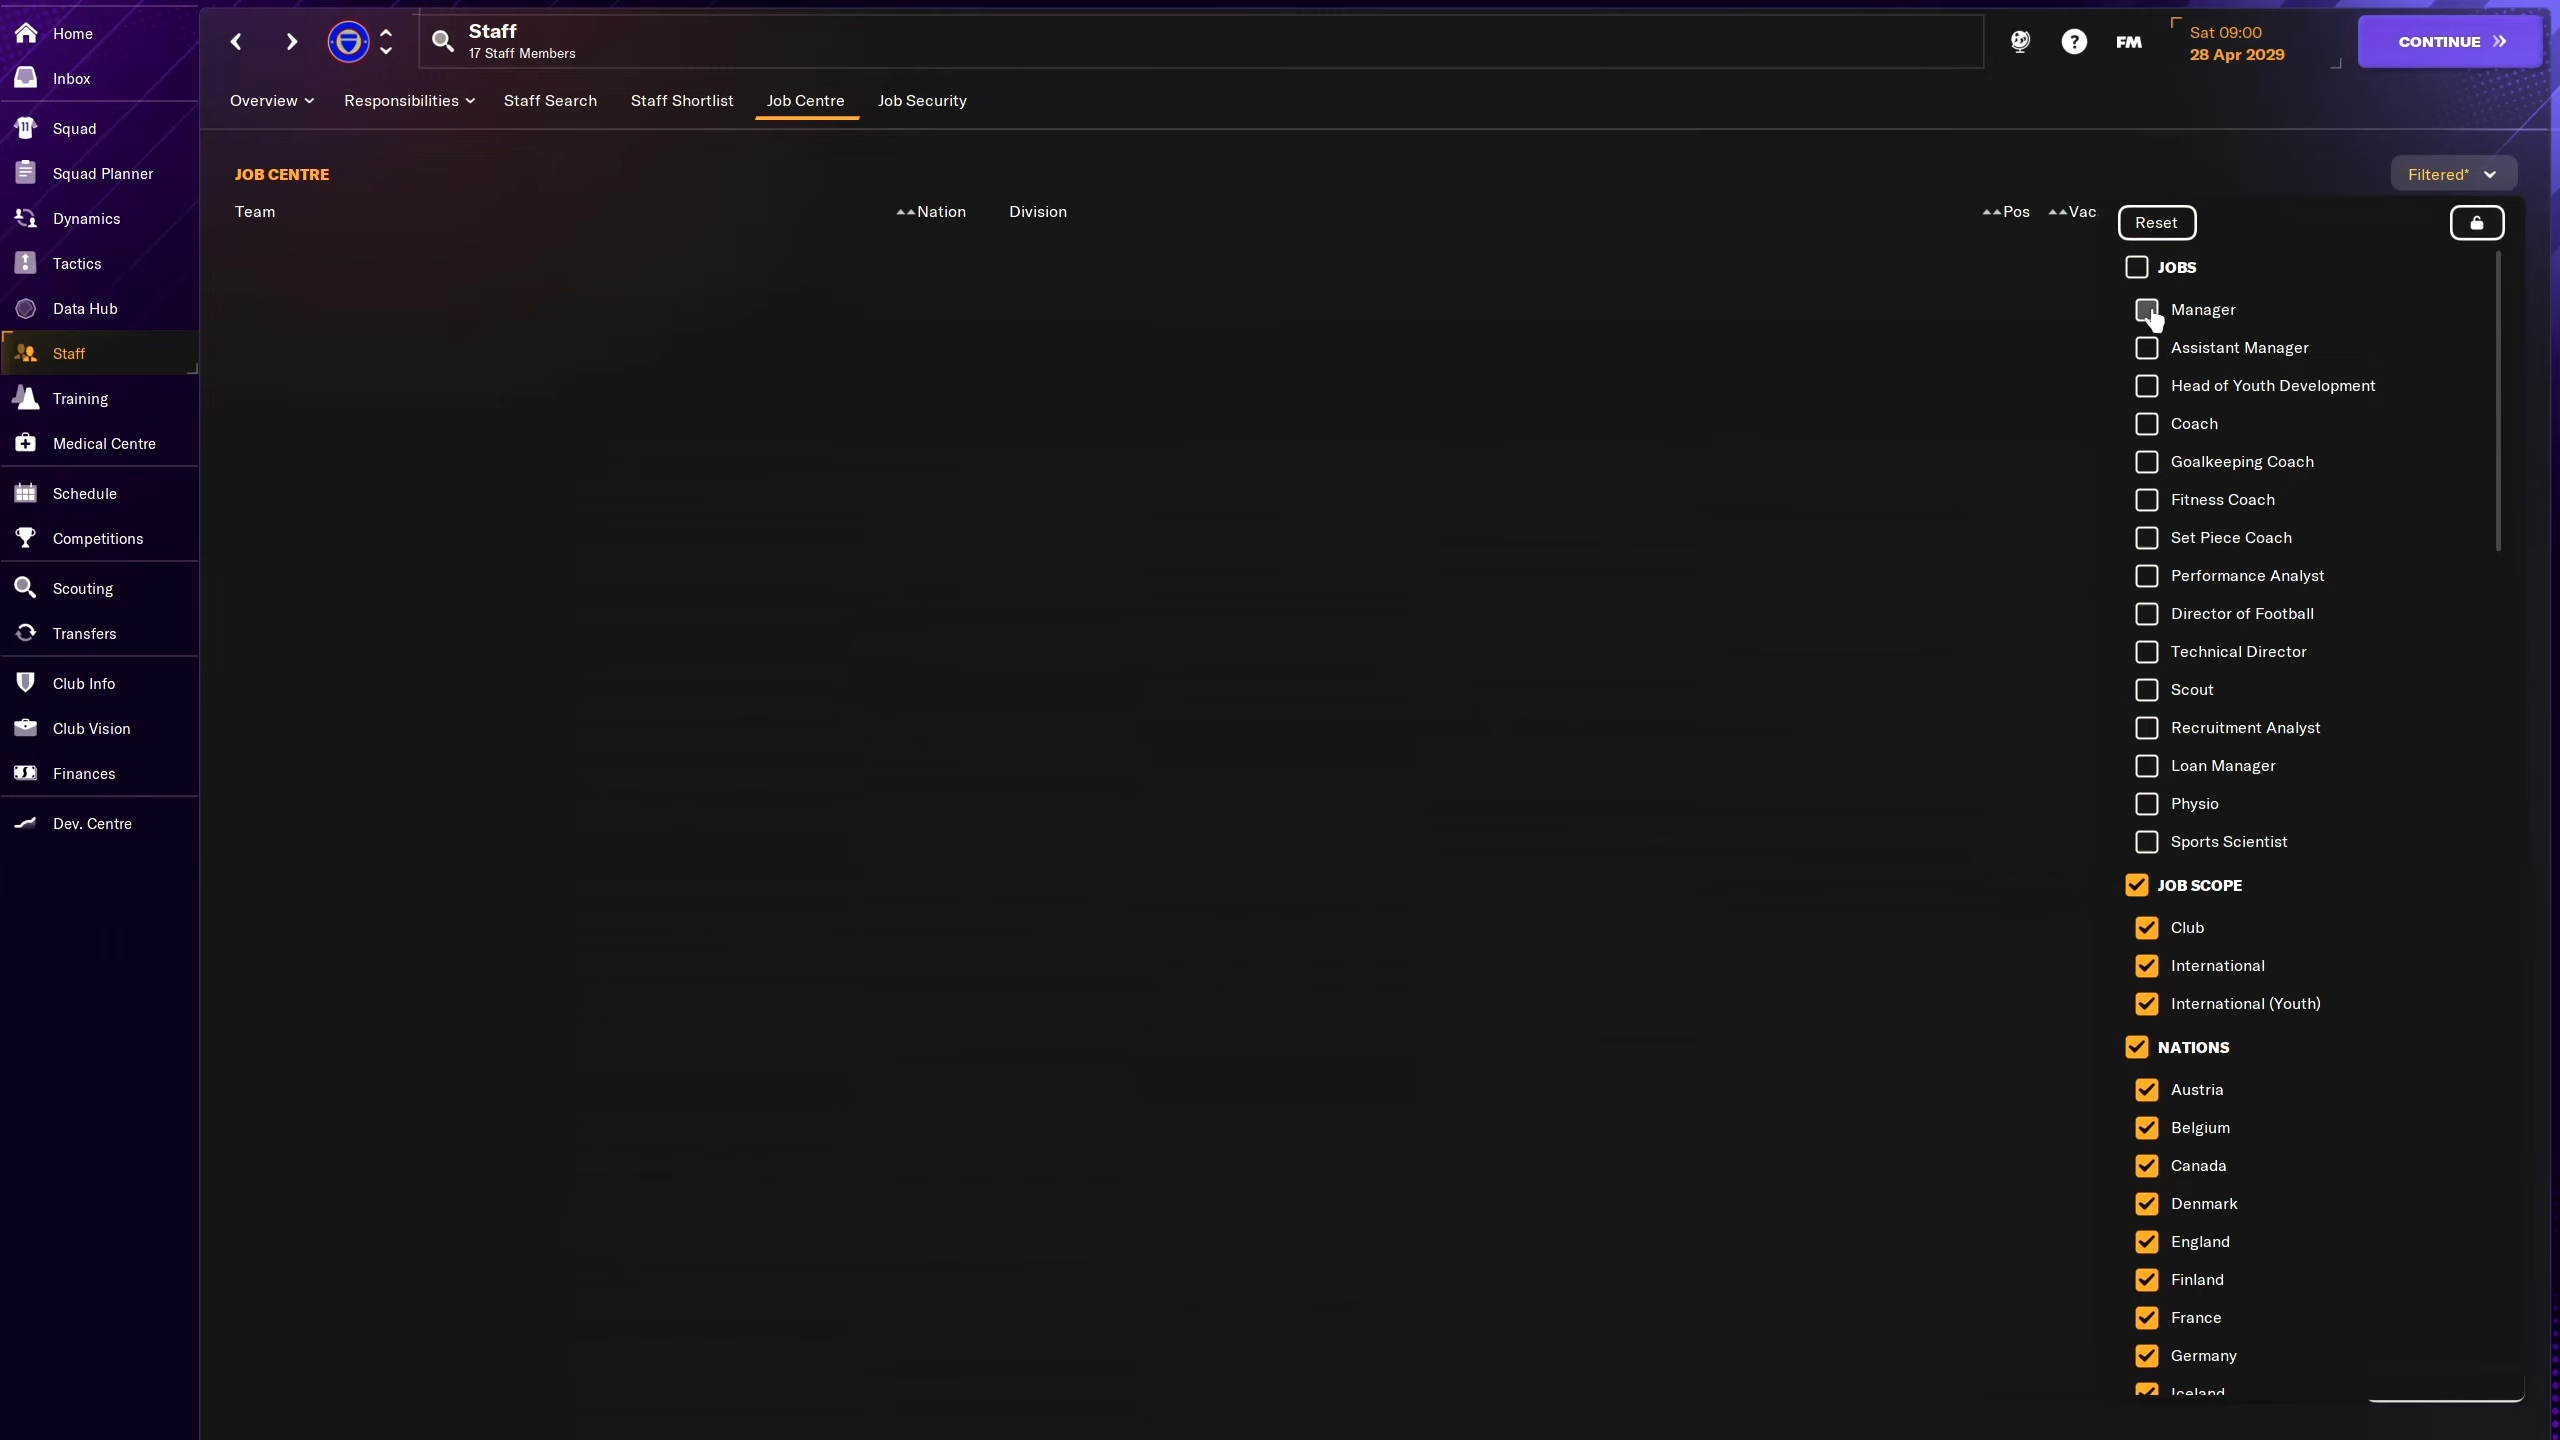 Home
Inbox
Squad
Squad Planner
Dynamics
Tactics
Data Hub
Staff
Training
Medical Centre
Schedule
Competitions
Scouting
Transfers
Club Info
Club Vision
Finances
Dev. Centre
Staff
17 Staff Members
?
FM
Sat 09:00
28 Apr 2029
CONTINUE
Overview
Responsibilities
Staff Search
Staff Shortlist
Job Centre
Job Security
JOB CENTRE
Filtered*
Team
Nation
Division
Pos
Vac
Reset
JOBS
Manager
Assistant Manager
Head of Youth Development
Coach
Goalkeeping Coach
Fitness Coach
Set Piece Coach
Performance Analyst
Director of Football
Technical Director
Scout
Recruitment Analyst
Loan Manager
Physio
Sports Scientist
JOB SCOPE
Club
International
International (Youth)
NATIONS
Austria
Belgium
Canada
Denmark
England
Finland
France
Germany
Iceland